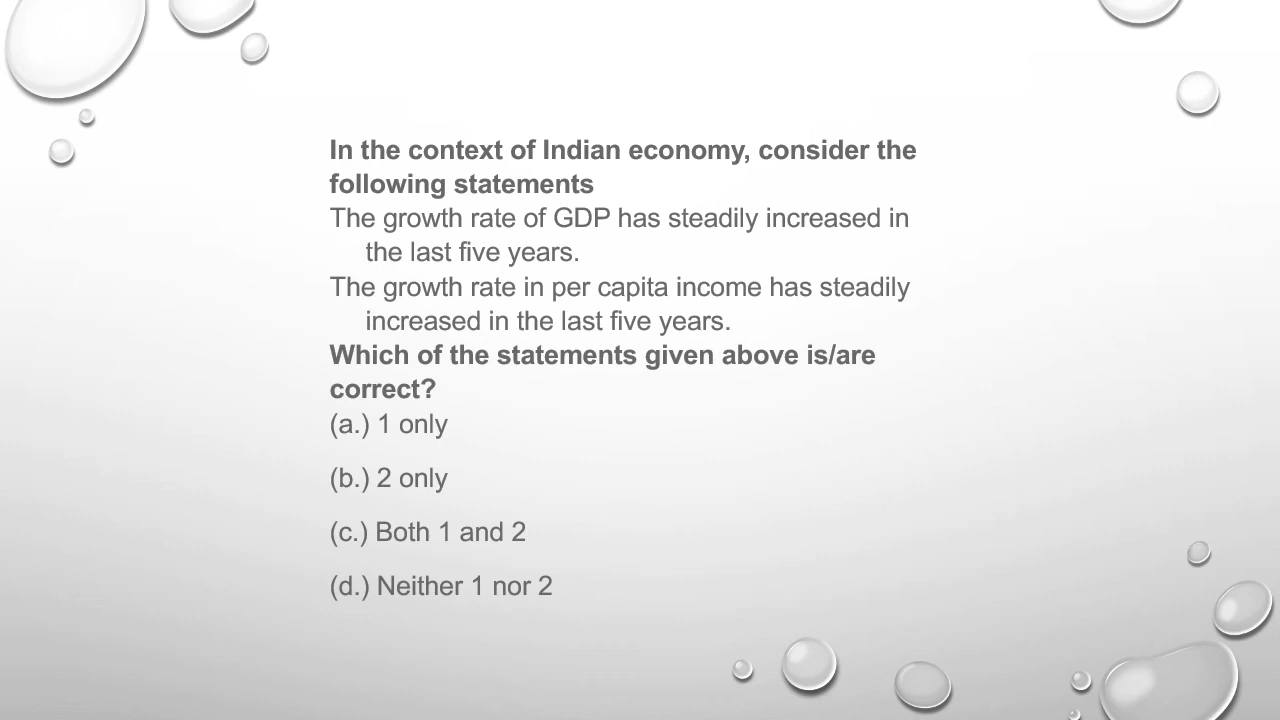 In the context of Indian economy, consider the
following statements
The growth rate of GDP has steadily increased in
the last five years.
The growth rate in per capita income has steadily
increased in the last five years.
Which of the statements given above is/are
correct?
(a.) 1 only
(b.) 2 only
(c.) Both 1 and 2
(d.) Neither 1 nor 2